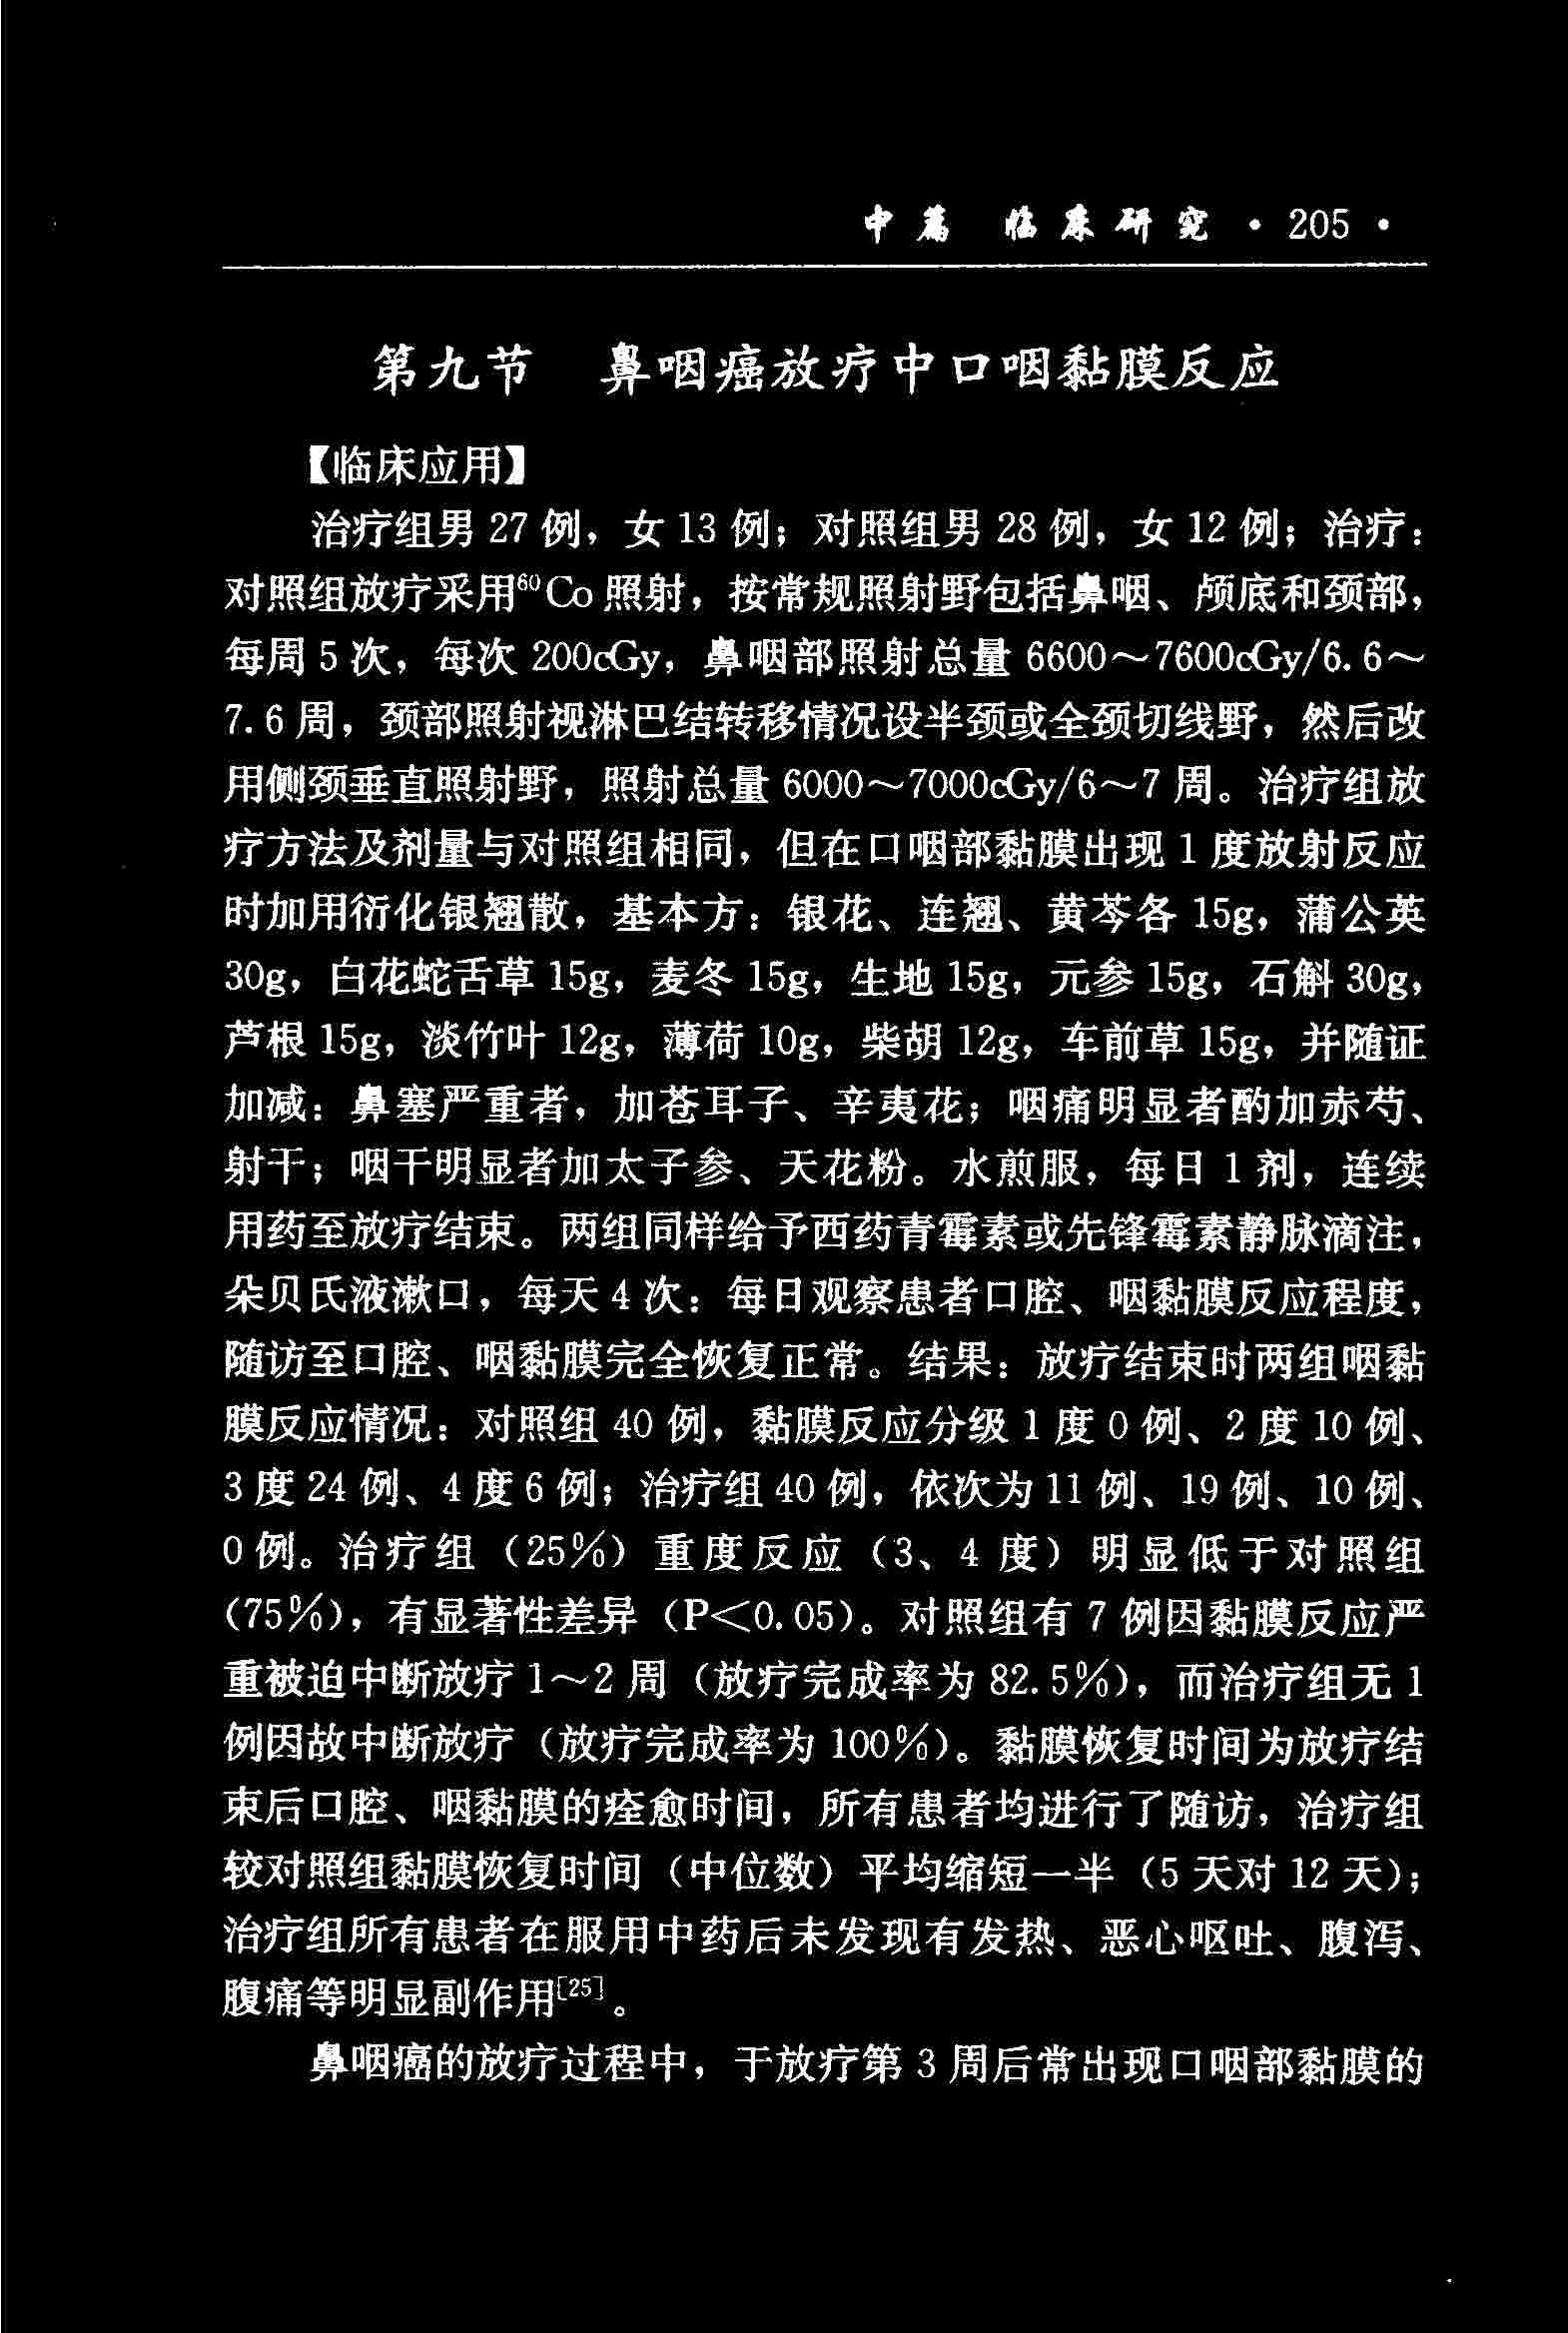 中篇 临床研究 · 205 ·
第九节 鼻咽癌放疗中口咽黏膜反应
【临床应用】
治疗组男 27 例，女 13 例；对照组男 28 例，女 12 例；治疗：
对照组放疗采用⁶⁰Co 照射，按常规照射野包括鼻咽、颅底和颈部，
每周 5 次，每次 200cGy，鼻咽部照射总量 6600～7600cGy/6.6～
7.6 周，颈部照射视淋巴结转移情况设半颈或全颈切线野，然后改
用侧颈垂直照射野，照射总量 6000～7000cGy/6～7 周。治疗组放
疗方法及剂量与对照组相同，但在口咽部黏膜出现 1 度放射反应
时加用衍化银翘散，基本方：银花、连翘、黄芩各 15g，蒲公英
30g，白花蛇舌草 15g，麦冬 15g，生地 15g，元参 15g，石斛 30g，
芦根 15g，淡竹叶 12g，薄荷 10g，柴胡 12g，车前草 15g，并随证
加减：鼻塞严重者，加苍耳子、辛夷花；咽痛明显者酌加赤芍、
射干；咽干明显者加太子参、天花粉。水煎服，每日 1 剂，连续
用药至放疗结束。两组同样给予西药青霉素或先锋霉素静脉滴注，
朵贝氏液漱口，每天 4 次：每日观察患者口腔、咽黏膜反应程度，
随访至口腔、咽黏膜完全恢复正常。结果：放疗结束时两组咽黏
膜反应情况：对照组 40 例，黏膜反应分级 1 度 0 例、2 度 10 例、
3 度 24 例、4 度 6 例；治疗组 40 例，依次为 11 例、19 例、10 例、
0 例。治疗组（25%）重度反应（3、4 度）明显低于对照组
（75%），有显著性差异（P<0.05）。对照组有 7 例因黏膜反应严
重被迫中断放疗 1～2 周（放疗完成率为 82.5%），而治疗组无 1
例因故中断放疗（放疗完成率为 100%）。黏膜恢复时间为放疗结
束后口腔、咽黏膜的痊愈时间，所有患者均进行了随访，治疗组
较对照组黏膜恢复时间（中位数）平均缩短一半（5 天对 12 天）；
治疗组所有患者在服用中药后未发现有发热、恶心呕吐、腹泻、
腹痛等明显副作用[25]。
鼻咽癌的放疗过程中，于放疗第 3 周后常出现口咽部黏膜的